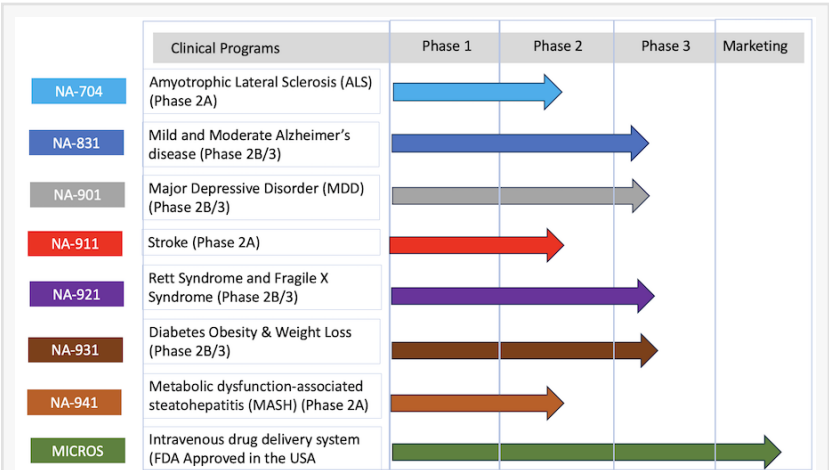 Clinical Programs Phase 1 Phase 2 Phase 3 Marketing
NA-704
Amyotrophic Lateral Sclerosis (ALS)
(Phase 2A)
NA-831
Mild and Moderate Alzheimer’s
disease (Phase 2B/3)
NA-901
Major Depressive Disorder (MDD)
(Phase 2B/3)
NA-911
Stroke (Phase 2A)
NA-921
Rett Syndrome and Fragile X
Syndrome (Phase 2B/3)
NA-931
Diabetes Obesity & Weight Loss
(Phase 2B/3)
NA-941
Metabolic dysfunction-associated
steatohepatitis (MASH) (Phase 2A)
MICROS
Intravenous drug delivery system
(FDA Approved in the USA